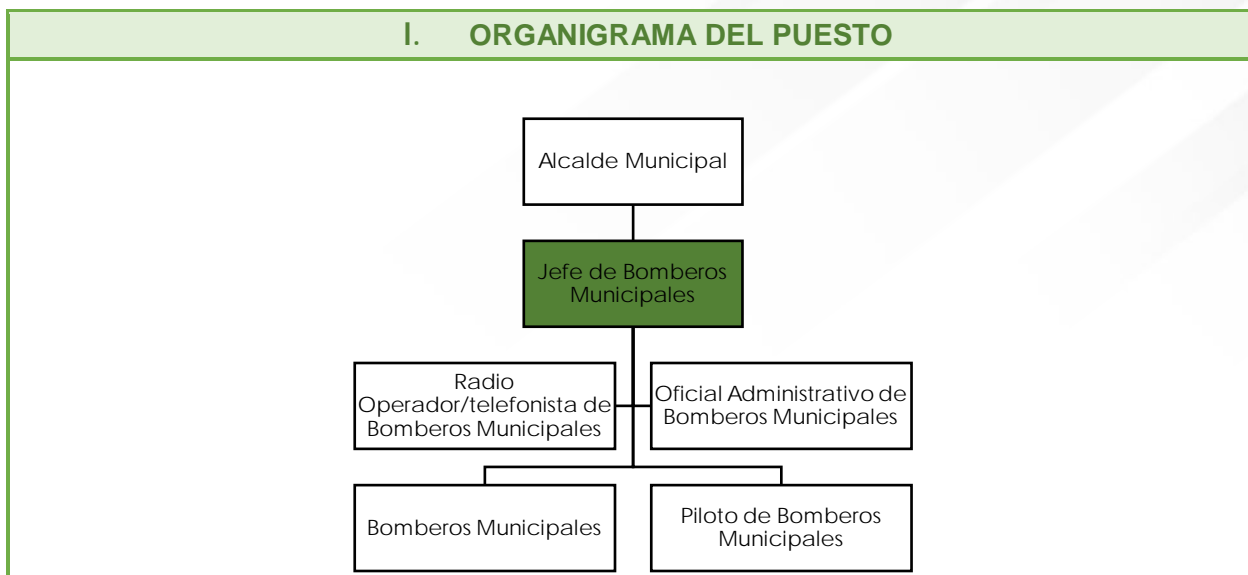 I. ORGANIGRAMA DEL PUESTO
Alcalde Municipal
Jefe de Bomberos
Municipales
Radio
Operador/telefonista de
Bomberos Municipales
Oficial Administrativo de
Bomberos Municipales
Bomberos Municipales
Piloto de Bomberos
Municipales